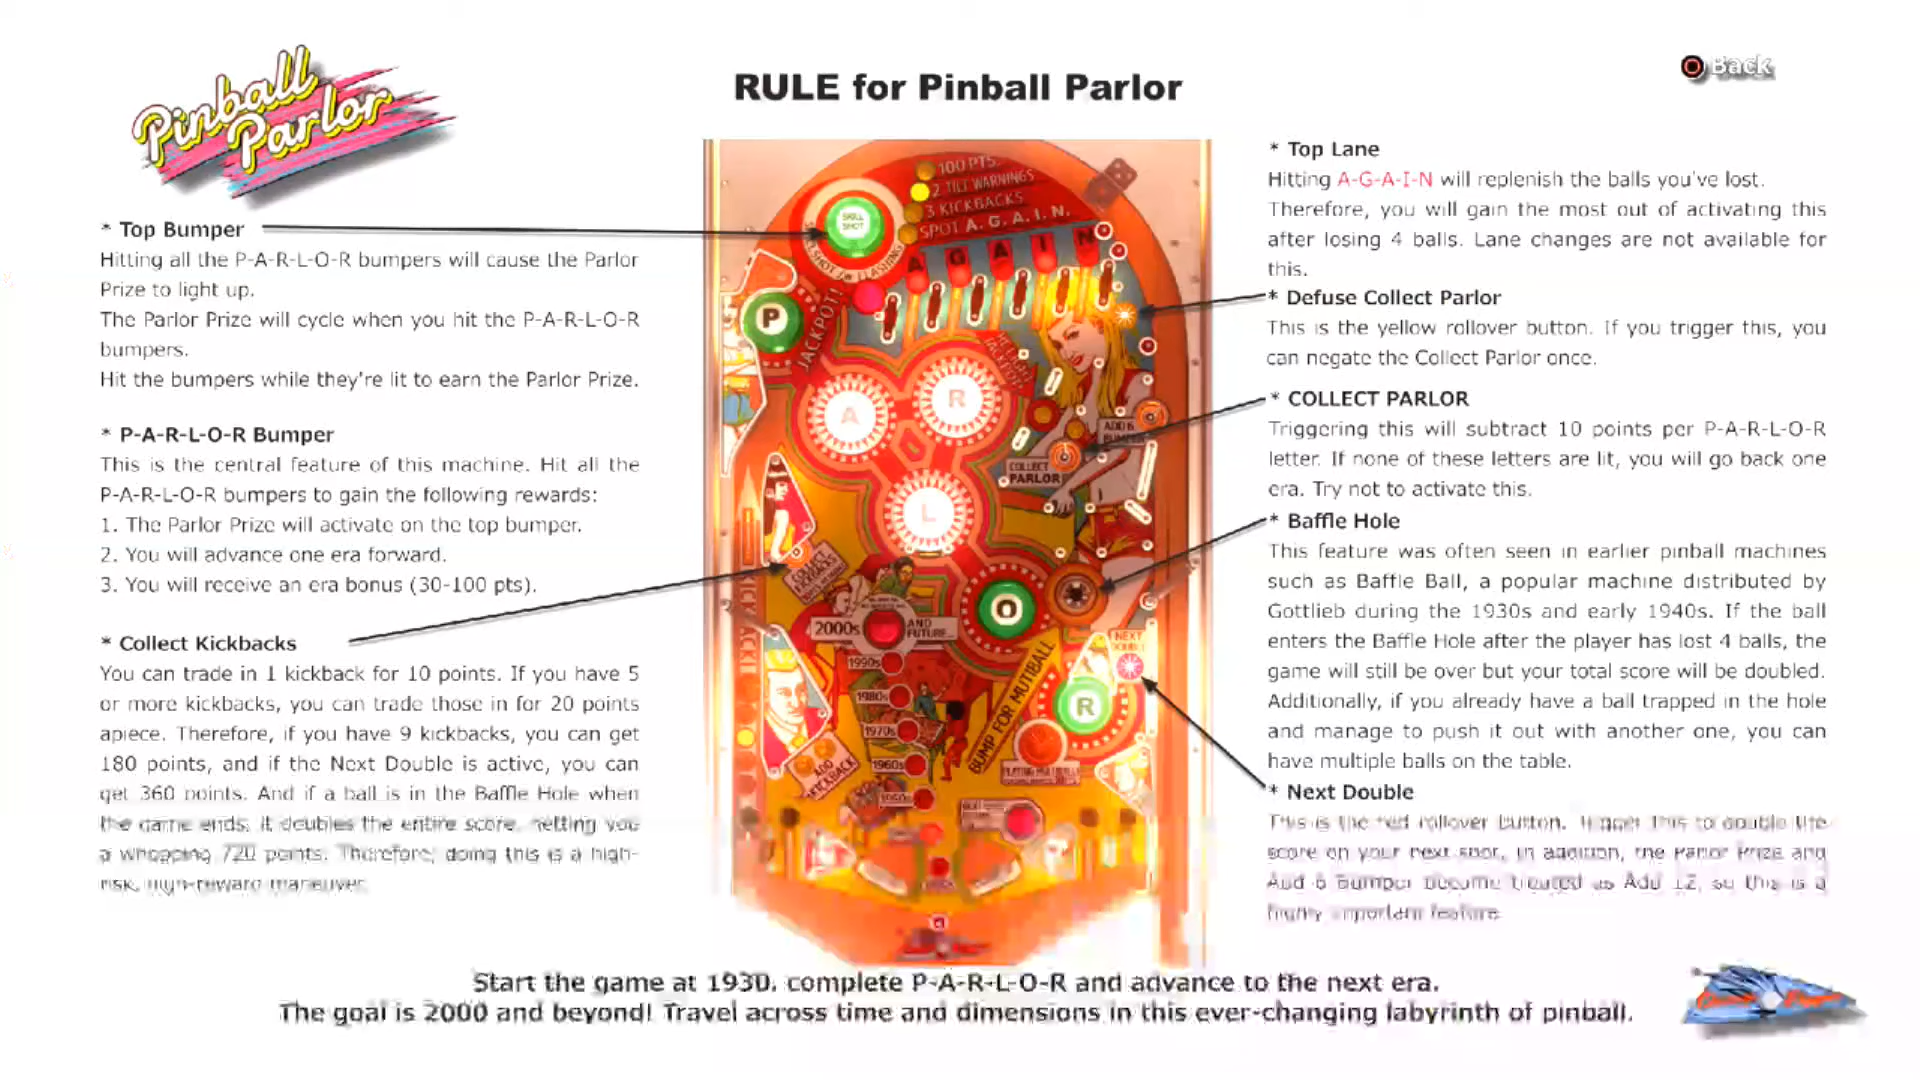 Pinball
Parlor
RULE for Pinball Parlor
Back
* Top Bumper
Hitting all the P-A-R-L-O-R bumpers will cause the Parlor
Prize to light up.
The Parlor Prize will cycle when you hit the P-A-R-L-O-R
bumpers.
Hit the bumpers while they're lit to earn the Parlor Prize.
* P-A-R-L-O-R Bumper
This is the central feature of this machine. Hit all the
P-A-R-L-O-R bumpers to gain the following rewards:
1. The Parlor Prize will activate on the top bumper.
2. You will advance one era forward.
3. You will receive an era bonus (30-100 pts).
* Collect Kickbacks
You can trade in 1 kickback for 10 points. If you have 5
or more kickbacks, you can trade those in for 20 points
apiece. Therefore, if you have 9 kickbacks, you can get
180 points, and if the Next Double is active, you can
get 360 points. And if a ball is in the Baffle Hole when
the game ends, it doubles the entire score, netting you
a whopping 720 points. Therefore, doing this is a high-
risk, high-reward maneuver.
100 PTS.
2 TILT WARNINGS
3 KICKBACKS
SPOT A. G. A. I. N.
SKILL
SHOT
A G A I N
P
JACKPOT!
A
R
ADD 6
BUMPER
COLLECT
PARLOR
L
COLLECT
KICKBACKS
O
2000s
AND
FUTURE...
NEXT
DOUBLE
1990s
1980s
R
1970s
BUMP FOR MUTIBALL
1960s
ADD
KICKBACK
1950s
* Top Lane
Hitting A-G-A-I-N will replenish the balls you've lost.
Therefore, you will gain the most out of activating this
after losing 4 balls. Lane changes are not available for
this.
* Defuse Collect Parlor
This is the yellow rollover button. If you trigger this, you
can negate the Collect Parlor once.
* COLLECT PARLOR
Triggering this will subtract 10 points per P-A-R-L-O-R
letter. If none of these letters are lit, you will go back one
era. Try not to activate this.
* Baffle Hole
This feature was often seen in earlier pinball machines
such as Baffle Ball, a popular machine distributed by
Gottlieb during the 1930s and early 1940s. If the ball
enters the Baffle Hole after the player has lost 4 balls, the
game will still be over but your total score will be doubled.
Additionally, if you already have a ball trapped in the hole
and manage to push it out with another one, you can
have multiple balls on the table.
* Next Double
This is the red rollover button. Trigger this to double the
score on your next shot. In addition, the Parlor Prize and
Add 6 Bumper become treated as Add 12, so this is a
highly important feature.
Start the game at 1930, complete P-A-R-L-O-R and advance to the next era.
The goal is 2000 and beyond! Travel across time and dimensions in this ever-changing labyrinth of pinball.